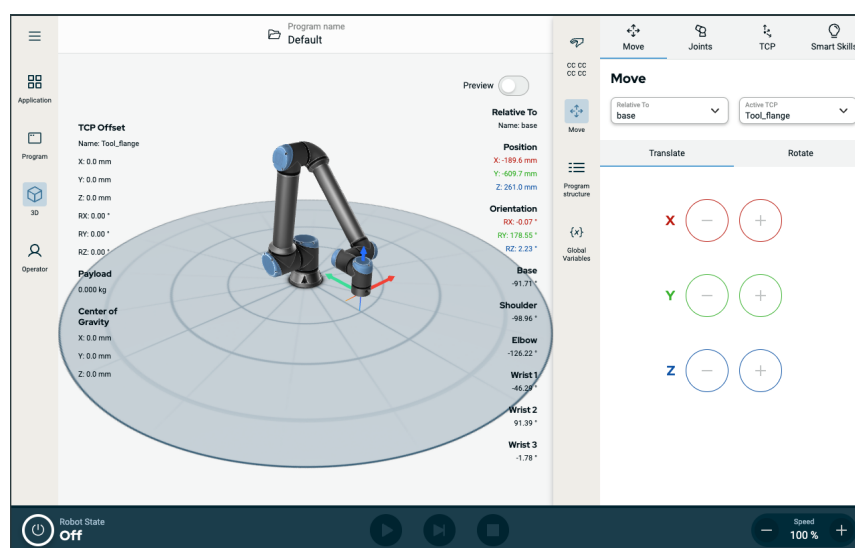 Program name
Default
Application
Program
3D
Operator
TCP Offset
Name: Tool_flange
X: 0.0 mm
Y: 0.0 mm
Z: 0.0 mm
RX: 0.00 °
RY: 0.00 °
RZ: 0.00 °
Payload
0.000 kg
Center of
Gravity
X: 0.0 mm
Y: 0.0 mm
Z: 0.0 mm
Preview
Relative To
Name: base
Position
X: -189.6 mm
Y: -609.7 mm
Z: 261.0 mm
Orientation
RX: -0.07 °
RY: 178.55 °
RZ: 2.23 °
Base
-91.71 °
Shoulder
-98.96 °
Elbow
-126.22 °
Wrist 1
-46.28 °
Wrist 2
91.39 °
Wrist 3
-1.78 °
CC CC
CC CC
Move
Program
structure
{x}
Global
Variables
Move
Joints
TCP
Smart Skills
Move
Relative To
base
Active TCP
Tool_flange
Translate
Rotate
X − +
Y − +
Z − +
Robot State
Off
Speed
− 100 % +